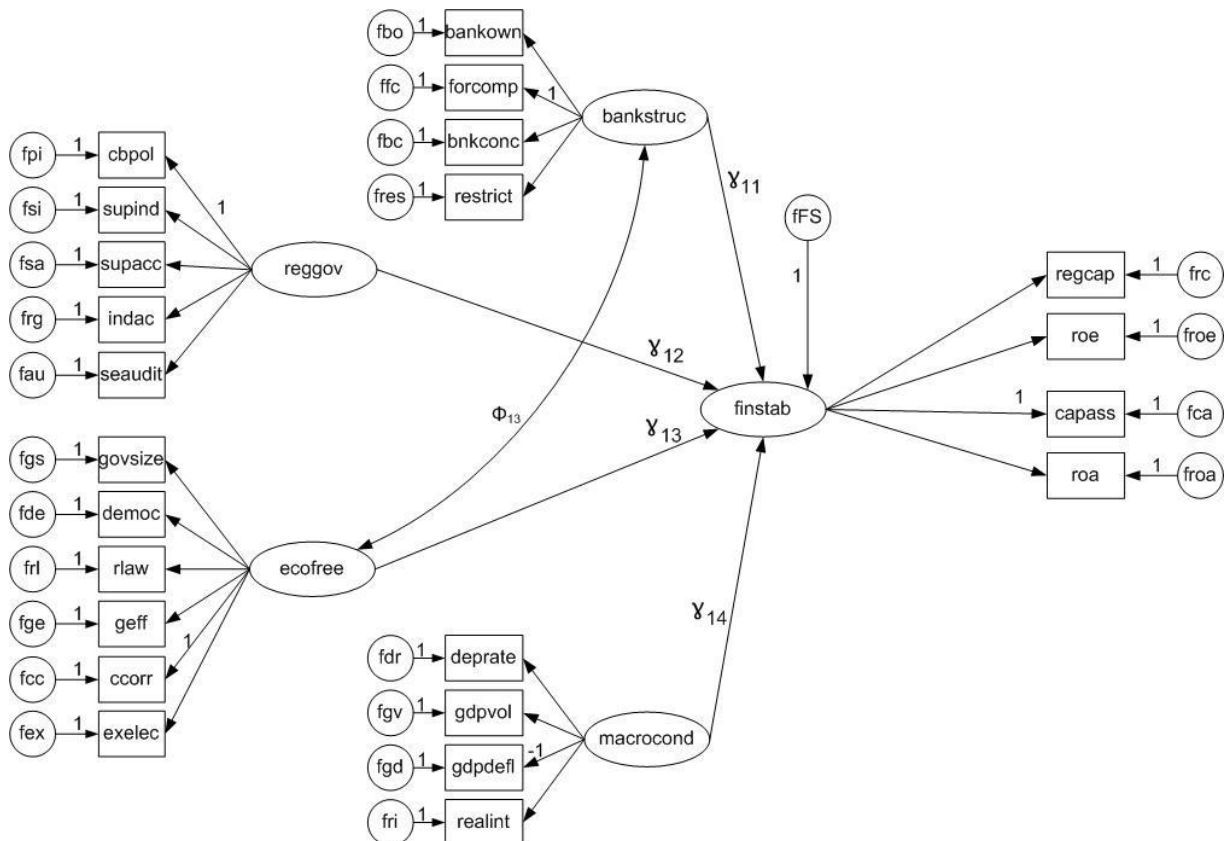 fbo 1 bankown
ffc 1 forcomp 1
fbc 1 bnkconc
fres 1 restrict
bankstruc
fpi 1 cbpol
fsi 1 supind 1
fsa 1 supacc
frg 1 indac
fau 1 seaudit
reggov
ɣ11
fFS
1
ɣ12
Φ13
ɣ13
finstab
regcap 1 frc
roe 1 froe
1 capass 1 fca
roa 1 froa
fgs 1 govsize
fde 1 democ
frl 1 rlaw
fge 1 geff
fcc 1 ccorr 1
fex 1 exelec
ecofree
ɣ14
fdr 1 deprate
fgv 1 gdpvol
fgd 1 gdpdefl -1
fri 1 realint
macrocond